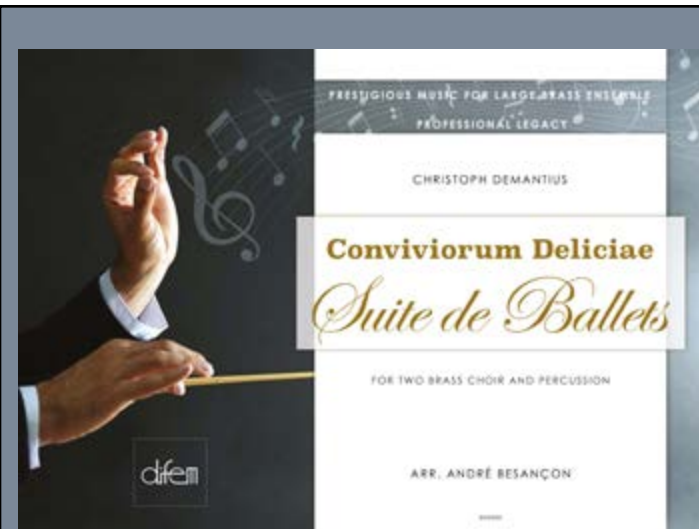 PRESTIGIOUS MUSIC FOR LARGE BRASS ENSEMBLE
PROFESSIONAL LEGACY
CHRISTOPH DEMANTIUS
Conviviorum Deliciae
Suite de Ballets
FOR TWO BRASS CHOIR AND PERCUSSION
difem
ARR. ANDRÉ BESANÇON